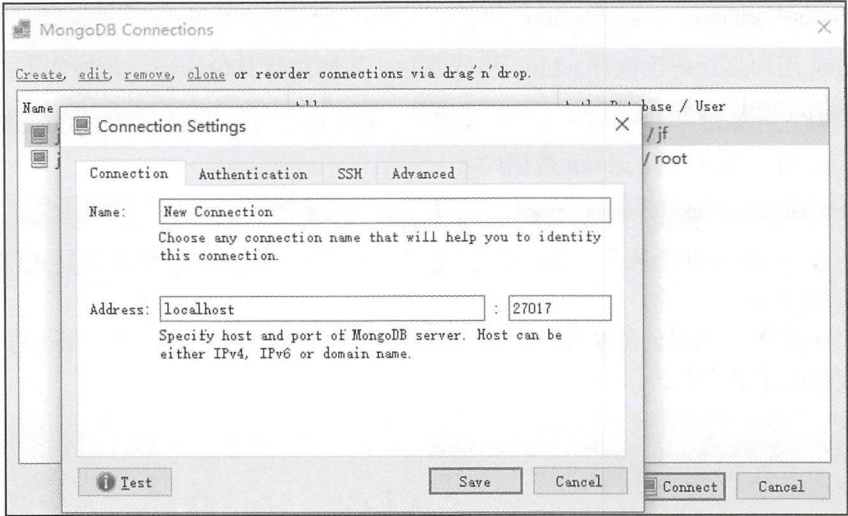 MongoDB Connections
Create, edit, remove, clone or reorder connections via drag'n'drop.
Name
base / User
/ jf
/ root
Connection Settings
Connection Authentication SSH Advanced
Name: New Connection
Choose any connection name that will help you to identify
this connection.
Address: localhost : 27017
Specify host and port of MongoDB server. Host can be
either IPv4, IPv6 or domain name.
Test Save Cancel
Connect Cancel